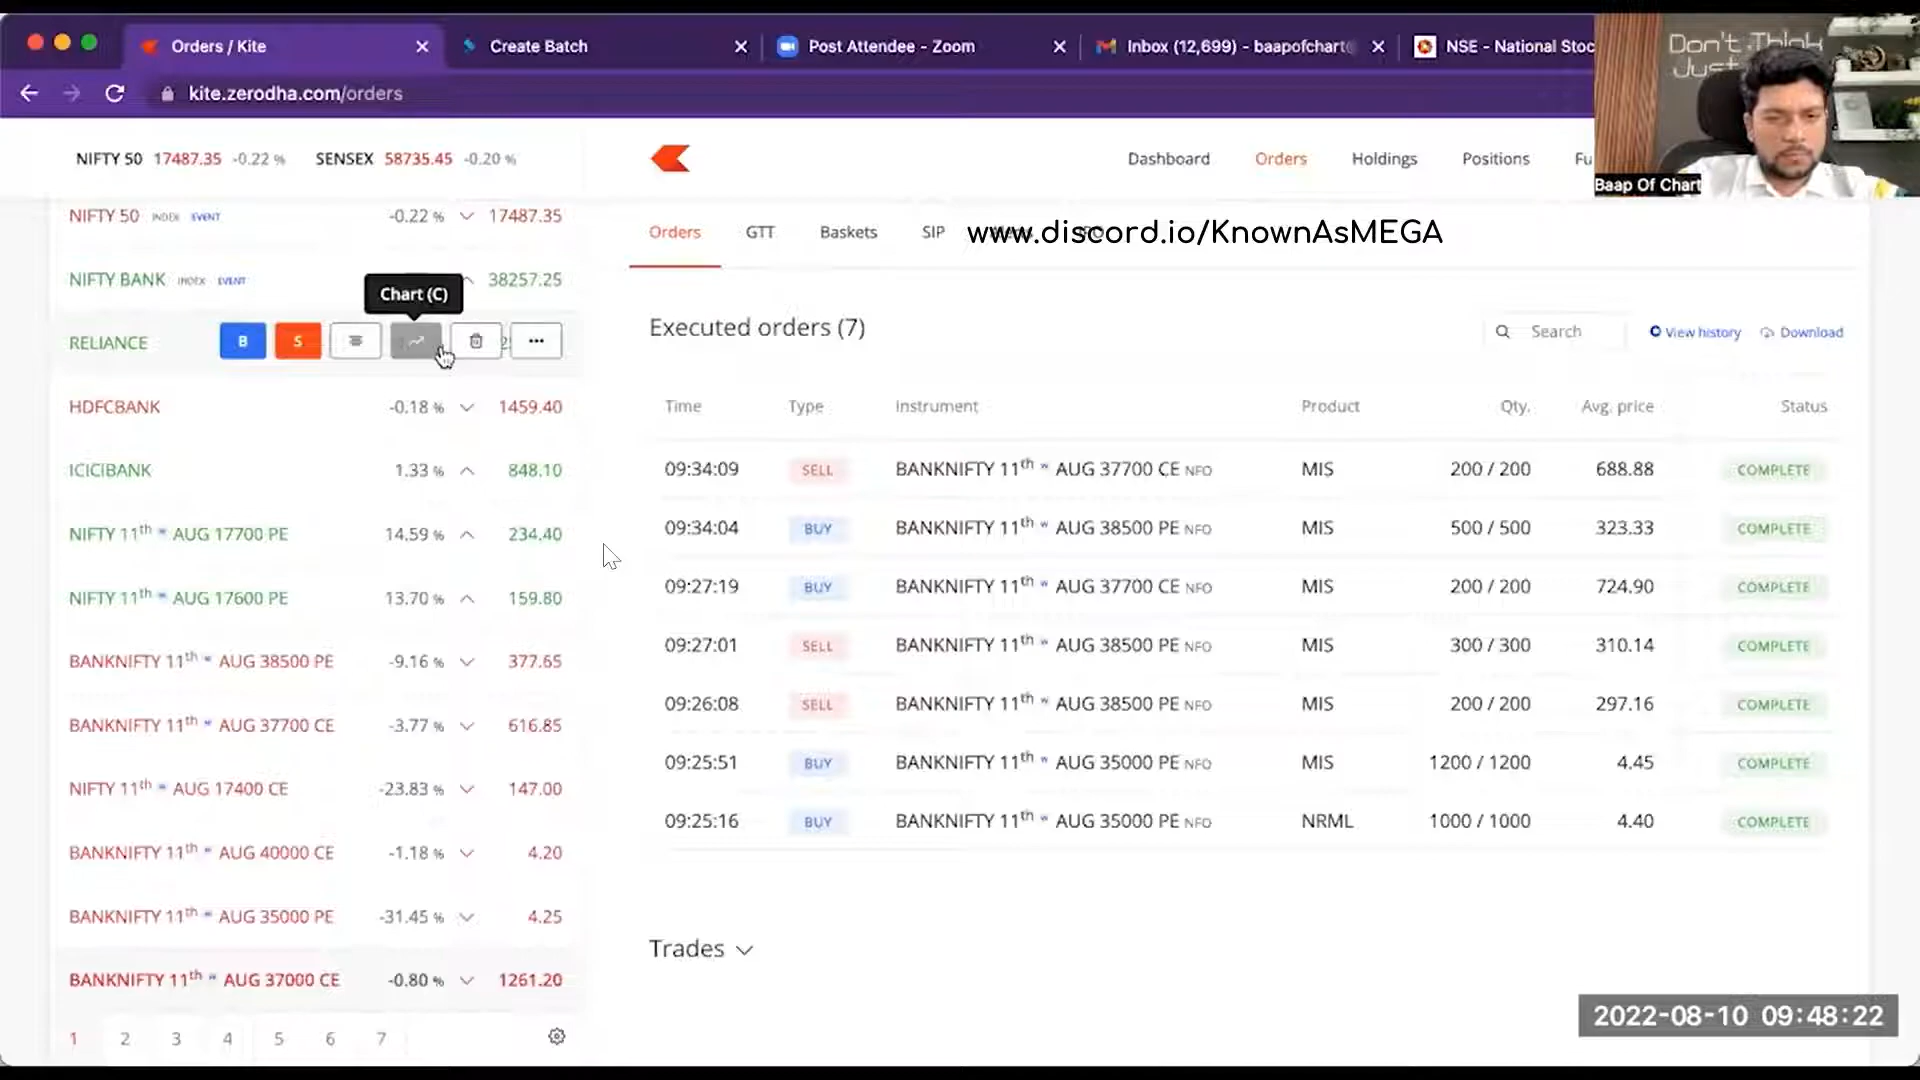 Orders / Kite
Create Batch
Post Attendee - Zoom
Inbox (12,699) - baapofchart
NSE - National Stoc
kite.zerodha.com/orders
Don't Think
Just
Baap Of Chart
NIFTY 50 17487.35 -0.22 %
SENSEX 58735.45 -0.20 %
Dashboard
Orders
Holdings
Positions
Fu
NIFTY 50 INDEX EVENT -0.22 % 17487.35
NIFTY BANK INDEX EVENT 38257.25
Chart (C)
RELIANCE B S
HDFCBANK -0.18 % 1459.40
ICICIBANK 1.33 % 848.10
NIFTY 11th w AUG 17700 PE 14.59 % 234.40
NIFTY 11th w AUG 17600 PE 13.70 % 159.80
BANKNIFTY 11th w AUG 38500 PE -9.16 % 377.65
BANKNIFTY 11th w AUG 37700 CE -3.77 % 616.85
NIFTY 11th w AUG 17400 CE -23.83 % 147.00
BANKNIFTY 11th w AUG 40000 CE -1.18 % 4.20
BANKNIFTY 11th w AUG 35000 PE -31.45 % 4.25
BANKNIFTY 11th w AUG 37000 CE -0.80 % 1261.20
1 2 3 4 5 6 7
Orders GTT Baskets SIP
www.discord.io/KnownAsMEGA
Executed orders (7)
Search
View history
Download
Time Type Instrument Product Qty. Avg. price Status
09:34:09 SELL BANKNIFTY 11th w AUG 37700 CE NFO MIS 200 / 200 688.88 COMPLETE
09:34:04 BUY BANKNIFTY 11th w AUG 38500 PE NFO MIS 500 / 500 323.33 COMPLETE
09:27:19 BUY BANKNIFTY 11th w AUG 37700 CE NFO MIS 200 / 200 724.90 COMPLETE
09:27:01 SELL BANKNIFTY 11th w AUG 38500 PE NFO MIS 300 / 300 310.14 COMPLETE
09:26:08 SELL BANKNIFTY 11th w AUG 38500 PE NFO MIS 200 / 200 297.16 COMPLETE
09:25:51 BUY BANKNIFTY 11th w AUG 35000 PE NFO MIS 1200 / 1200 4.45 COMPLETE
09:25:16 BUY BANKNIFTY 11th w AUG 35000 PE NFO NRML 1000 / 1000 4.40 COMPLETE
Trades
2022-08-10 09:48:22